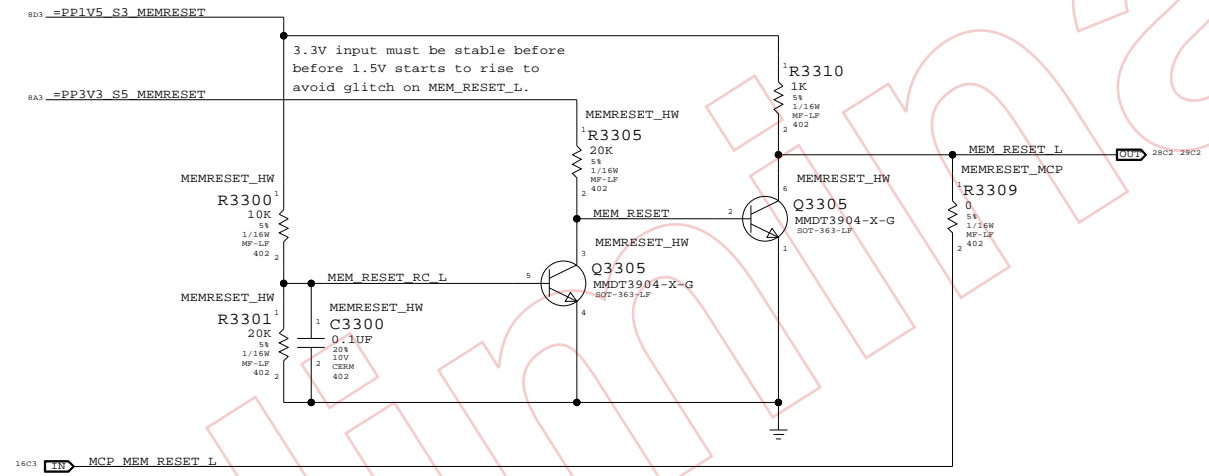 8D3 =PP1V5_S3_MEMRESET
3.3V input must be stable before
before 1.5V starts to rise to
avoid glitch on MEM_RESET_L.
8A3 =PP3V3_S5_MEMRESET
1
R3310
1K
5%
1/16W
MF-LF
402
2
MEMRESET_HW
1
R3305
20K
5%
1/16W
MF-LF
402
2
MEM_RESET_L
OUT 28C2 29C2
MEMRESET_MCP
1
R3309
0
5%
1/16W
MF-LF
402
2
MEMRESET_HW
R3300
1
10K
5%
1/16W
MF-LF
402
2
MEM_RESET
2
MEMRESET_HW
6
Q3305
MMDT3904-X-G
SOT-363-LF
1
MEMRESET_HW
3
Q3305
MMDT3904-X-G
SOT-363-LF
4
MEM_RESET_RC_L
5
MEMRESET_HW
R3301
1
20K
5%
1/16W
MF-LF
402
2
MEMRESET_HW
1
C3300
0.1UF
20%
10V
CERM
402
2
16C3 IN MCP_MEM_RESET_L